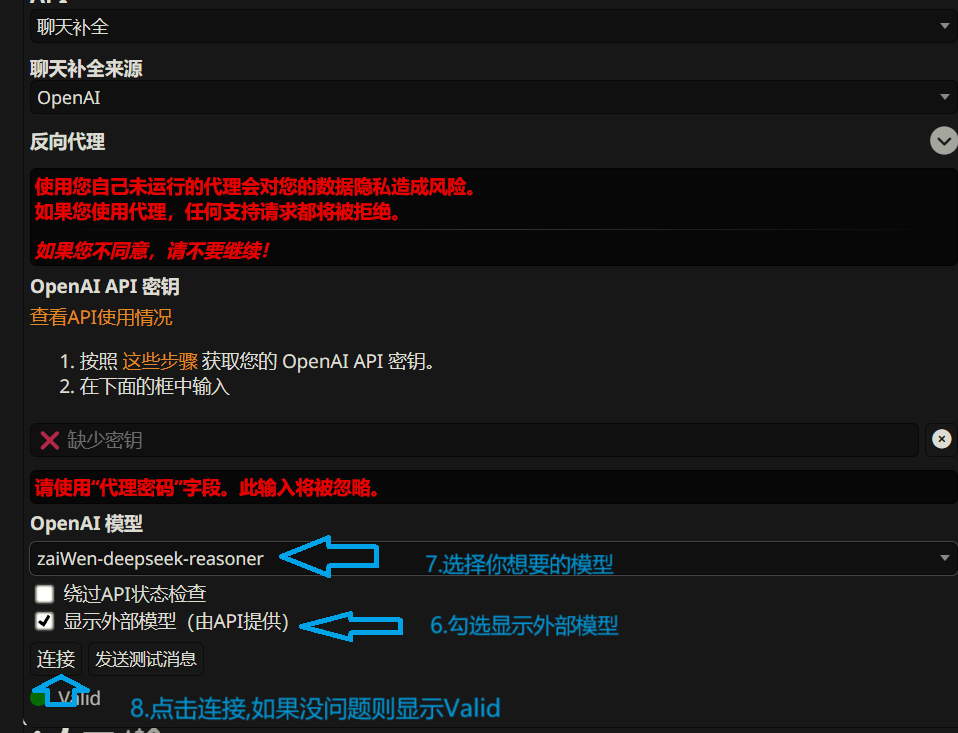 聊天补全
聊天补全来源
OpenAI
反向代理
使用您自己未运行的代理会对您的数据隐私造成风险。
如果您使用代理，任何支持请求都将被拒绝。
如果您不同意，请不要继续！
OpenAI API 密钥
查看API使用情况
1. 按照 这些步骤 获取您的 OpenAI API 密钥。
2. 在下面的框中输入
缺少密钥
请使用“代理密码”字段。此输入将被忽略。
OpenAI 模型
zaiWen-deepseek-reasoner
7.选择你想要的模型
绕过API状态检查
显示外部模型（由API提供）
6.勾选显示外部模型
连接 发送测试消息
Valid
8.点击连接,如果没问题则显示Valid